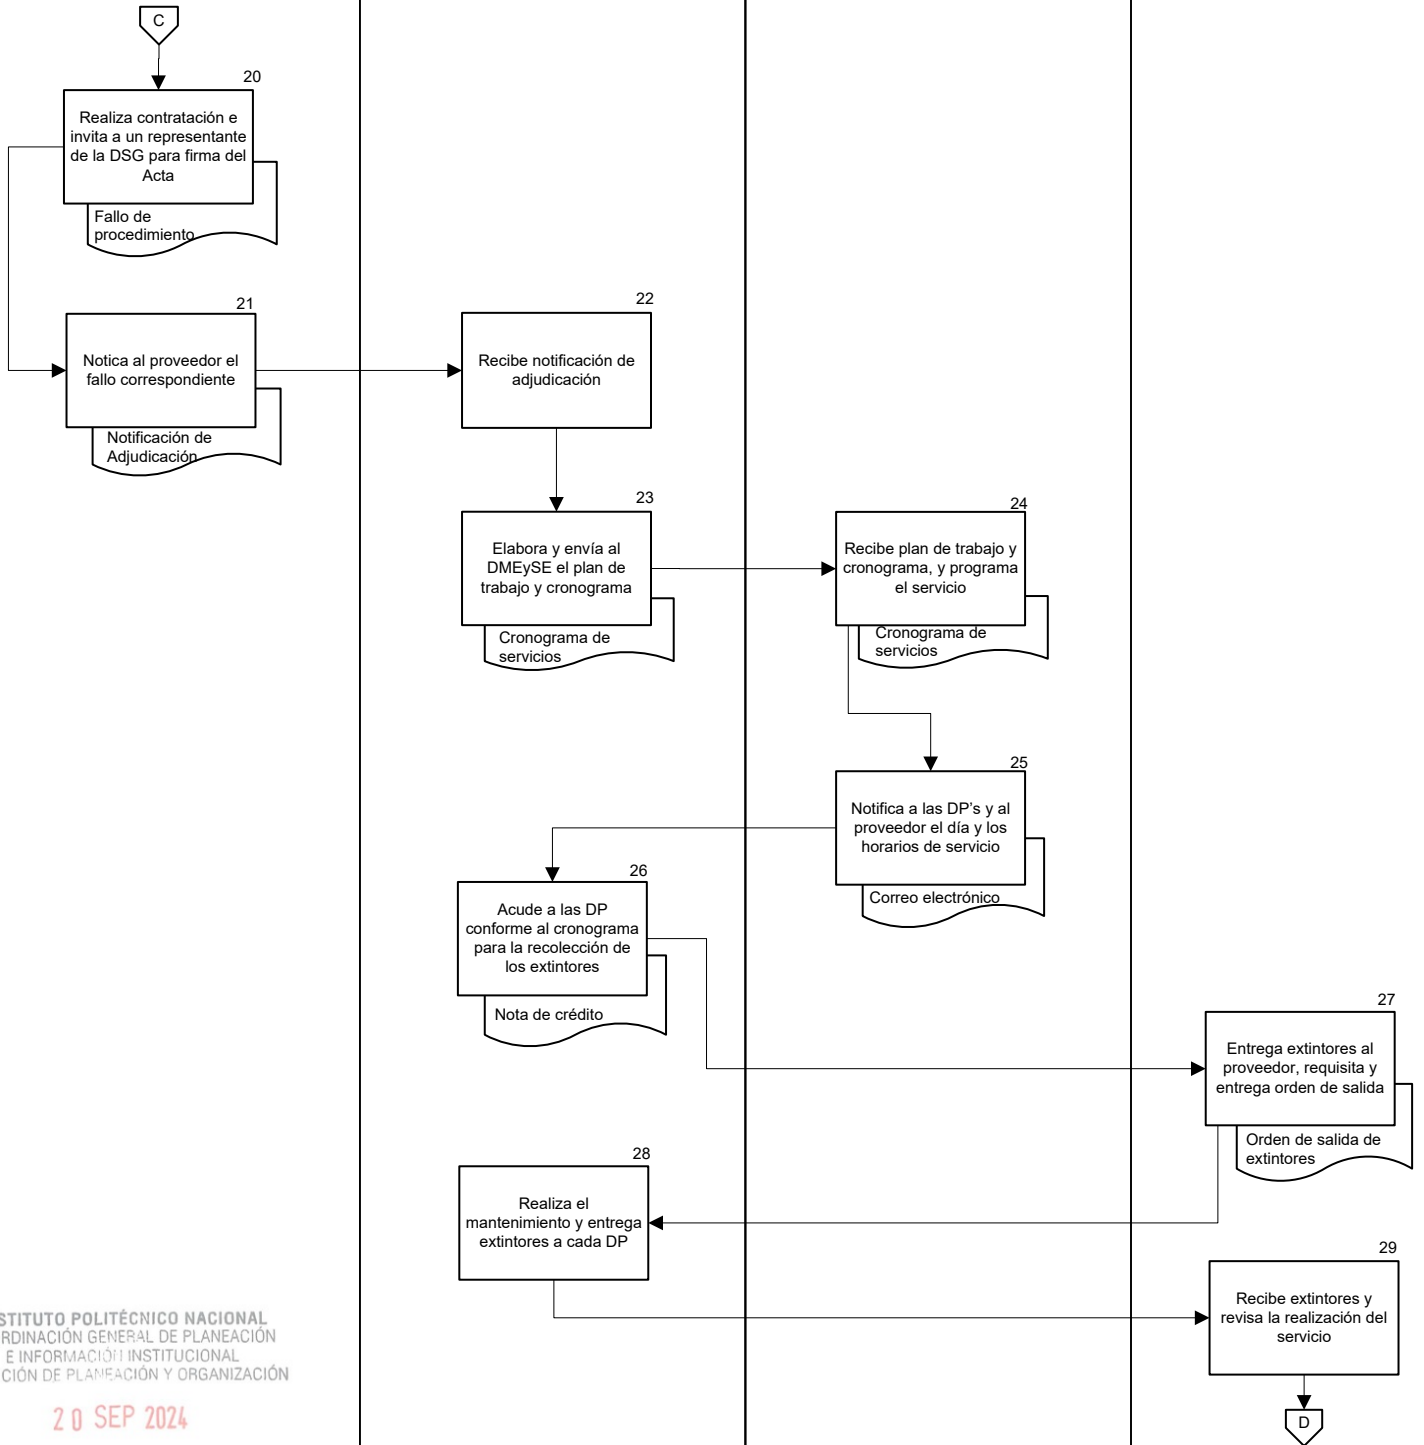 C
20
Realiza contratación e
invita a un representante
de la DSG para firma del
Acta
Fallo de
procedimiento
21
Notica al proveedor el
fallo correspondiente
Notificación de
Adjudicación
22
Recibe notificación de
adjudicación
23
Elabora y envía al
DMEySE el plan de
trabajo y cronograma
Cronograma de
servicios
24
Recibe plan de trabajo y
cronograma, y programa
el servicio
Cronograma de
servicios
25
Notifica a las DP's y al
proveedor el día y los
horarios de servicio
Correo electrónico
26
Acude a las DP
conforme al cronograma
para la recolección de
los extintores
Nota de crédito
27
Entrega extintores al
proveedor, requisita y
entrega orden de salida
Orden de salida de
extintores
28
Realiza el
mantenimiento y entrega
extintores a cada DP
29
Recibe extintores y
revisa la realización del
servicio
D
STITUTO POLITÉCNICO NACIONAL
RDINACIÓN GENERAL DE PLANEACIÓN
E INFORMACIÓN INSTITUCIONAL
CIÓN DE PLANEACIÓN Y ORGANIZACIÓN
20 SEP 2024